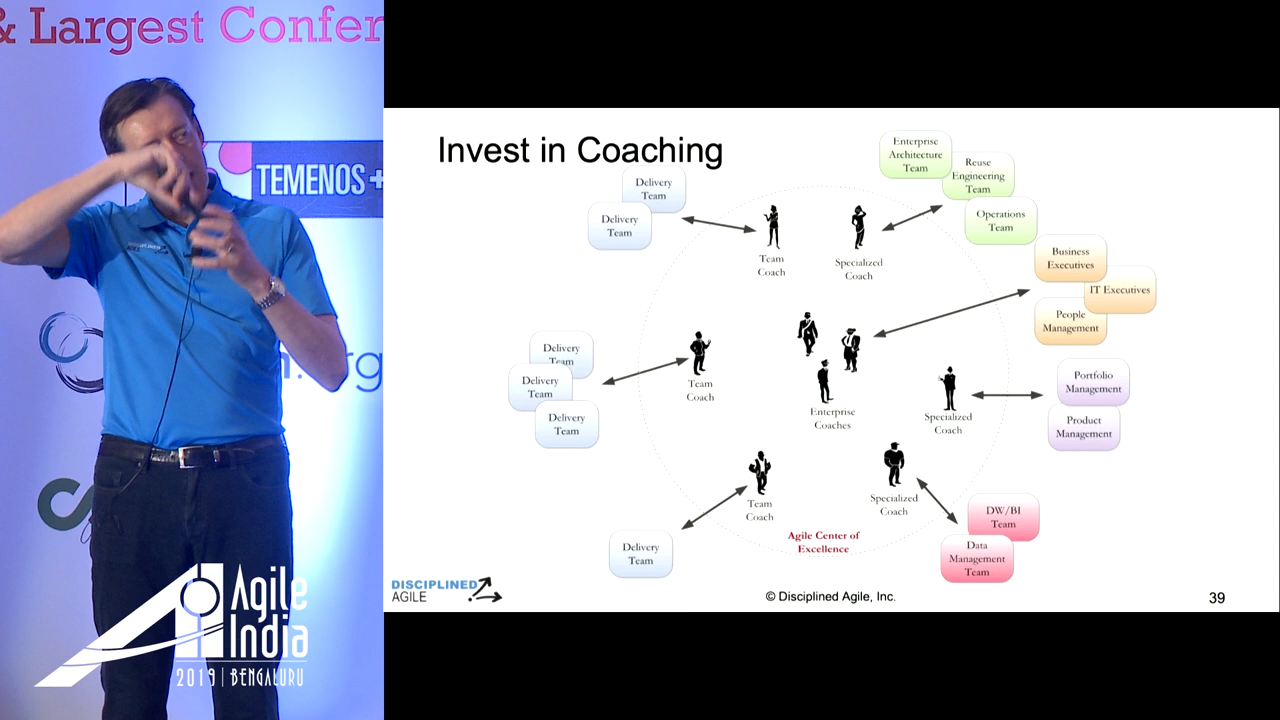 & Largest Confer
TEMENOS+
rg
Agile
India
2019 | BENGALURU
Invest in Coaching
Delivery
Team
Delivery
Team
Team
Coach
Specialized
Coach
Enterprise
Architecture
Team
Reuse
Engineering
Team
Operations
Team
Business
Executives
IT Executives
People
Management
Delivery
Team
Delivery
Team
Delivery
Team
Team
Coach
Enterprise
Coaches
Specialized
Coach
Portfolio
Management
Product
Management
Team
Coach
Specialized
Coach
Delivery
Team
Agile Center of
Excellence
DW/BI
Team
Data
Management
Team
DISCIPLINED
AGILE
© Disciplined Agile, Inc.
39